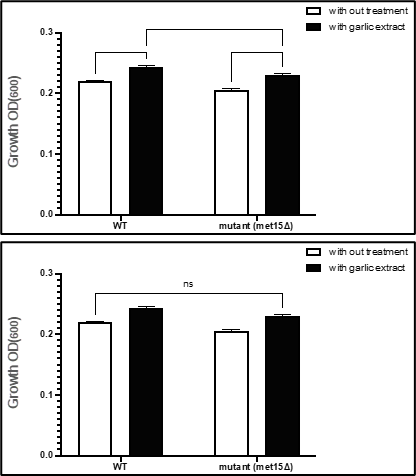 with out treatment
with garlic extract
0.3
0.2
0.1
0.0
Growth OD(600)
WT
mutant (met15Δ)
with out treatment
with garlic extract
ns
0.3
0.2
0.1
0.0
Growth OD(600)
WT
mutant (met15Δ)